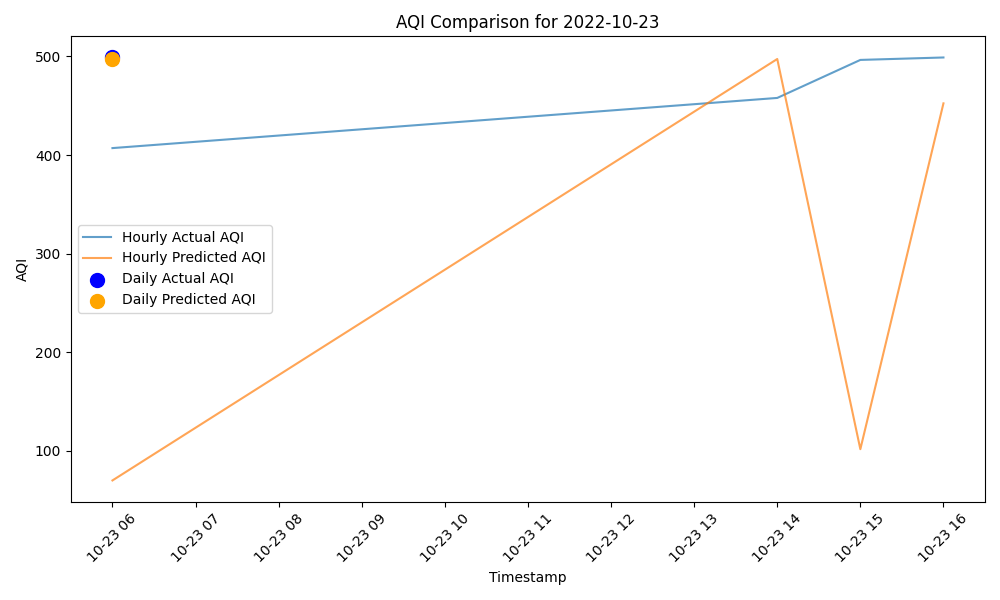 AQI Comparison for 2022-10-23
AQI
500
400
300
200
100
Hourly Actual AQI
Hourly Predicted AQI
Daily Actual AQI
Daily Predicted AQI
10-23 06
10-23 07
10-23 08
10-23 09
10-23 10
10-23 11
10-23 12
10-23 13
10-23 14
10-23 15
10-23 16
Timestamp